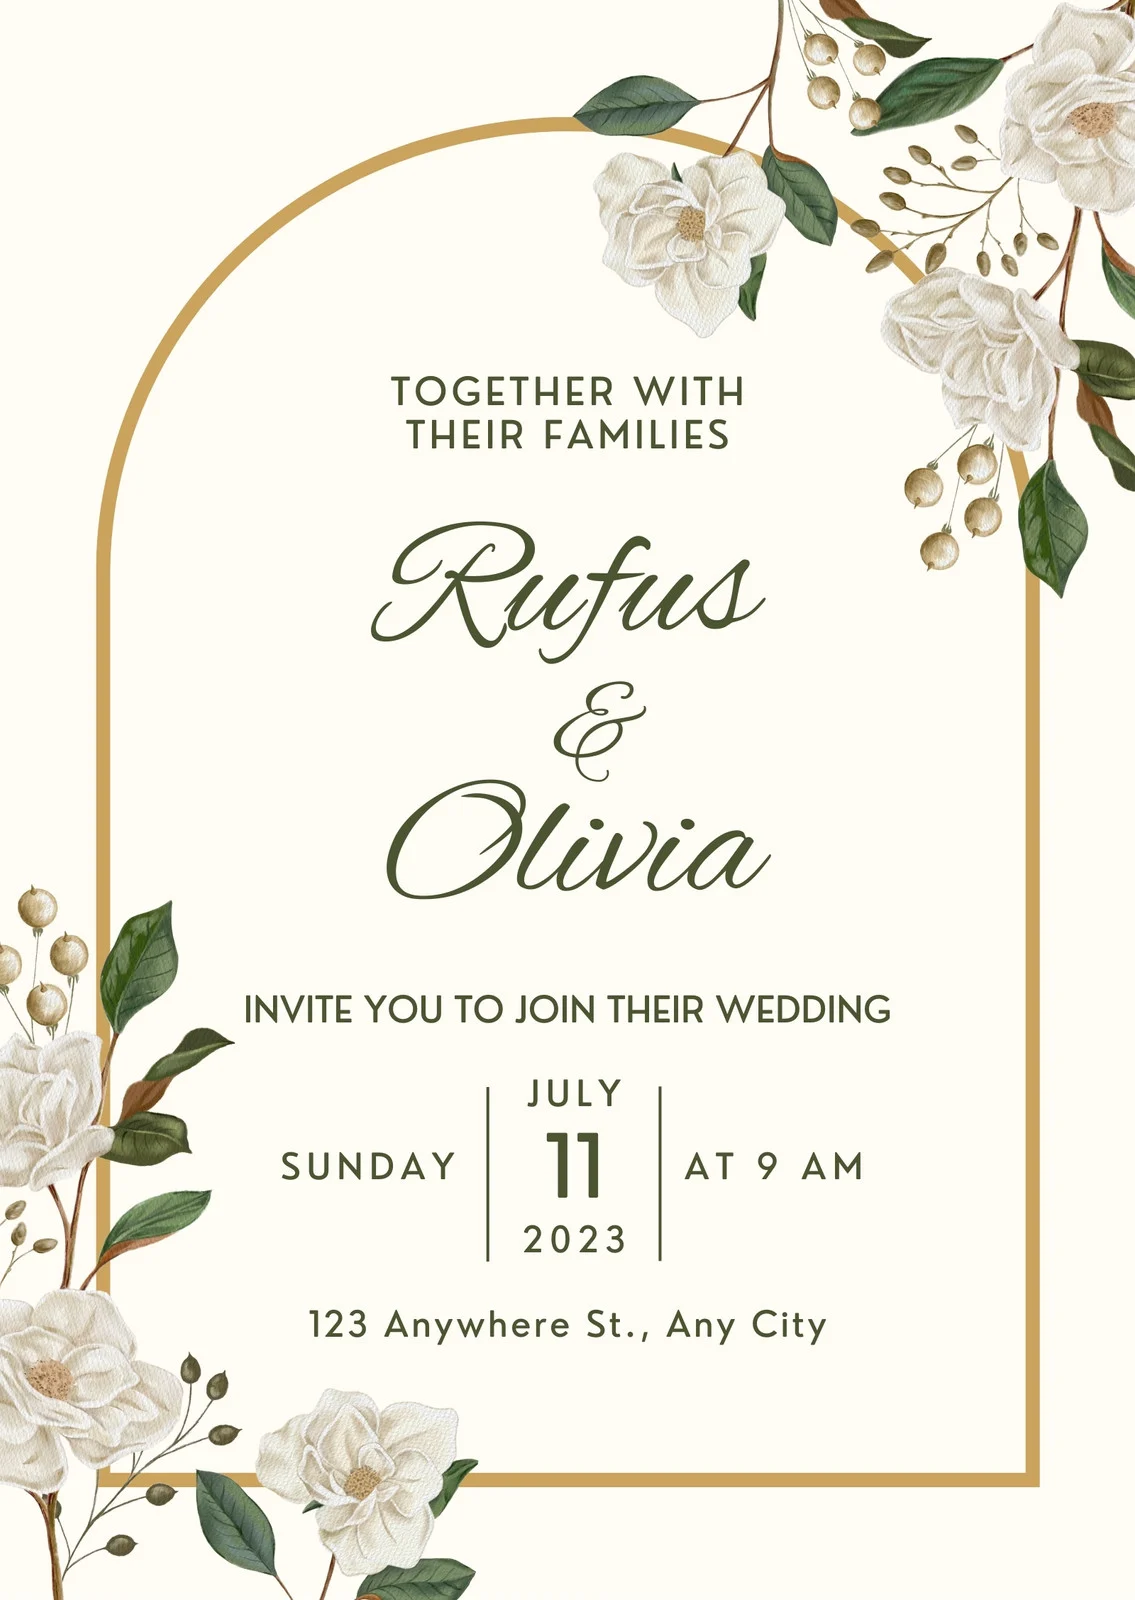 TOGETHER WITH
THEIR FAMILIES
Rufus
&
Olivia
INVITE YOU TO JOIN THEIR WEDDING
JULY
SUNDAY 11 AT 9 AM
2023
123 Anywhere St., Any City